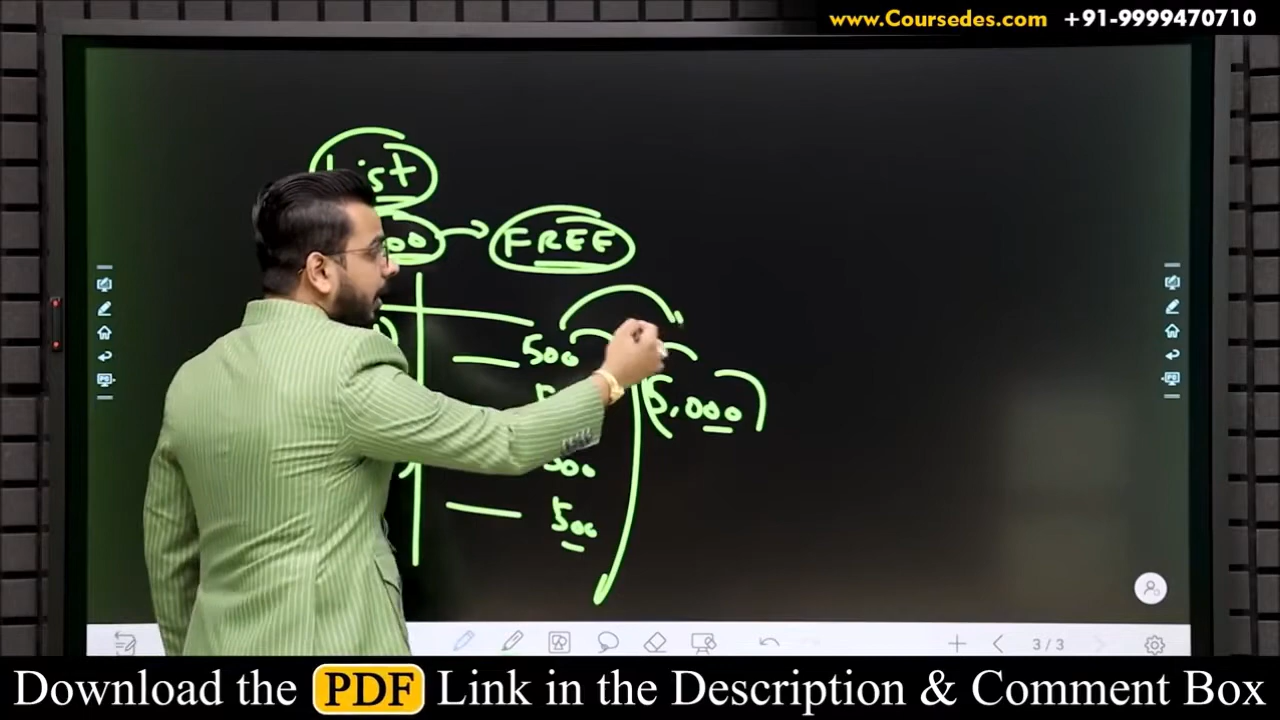 www.Coursedes.com +91-9999470710
FREE
500
5,000
500
500
3/3
Download the PDF Link in the Description & Comment Box